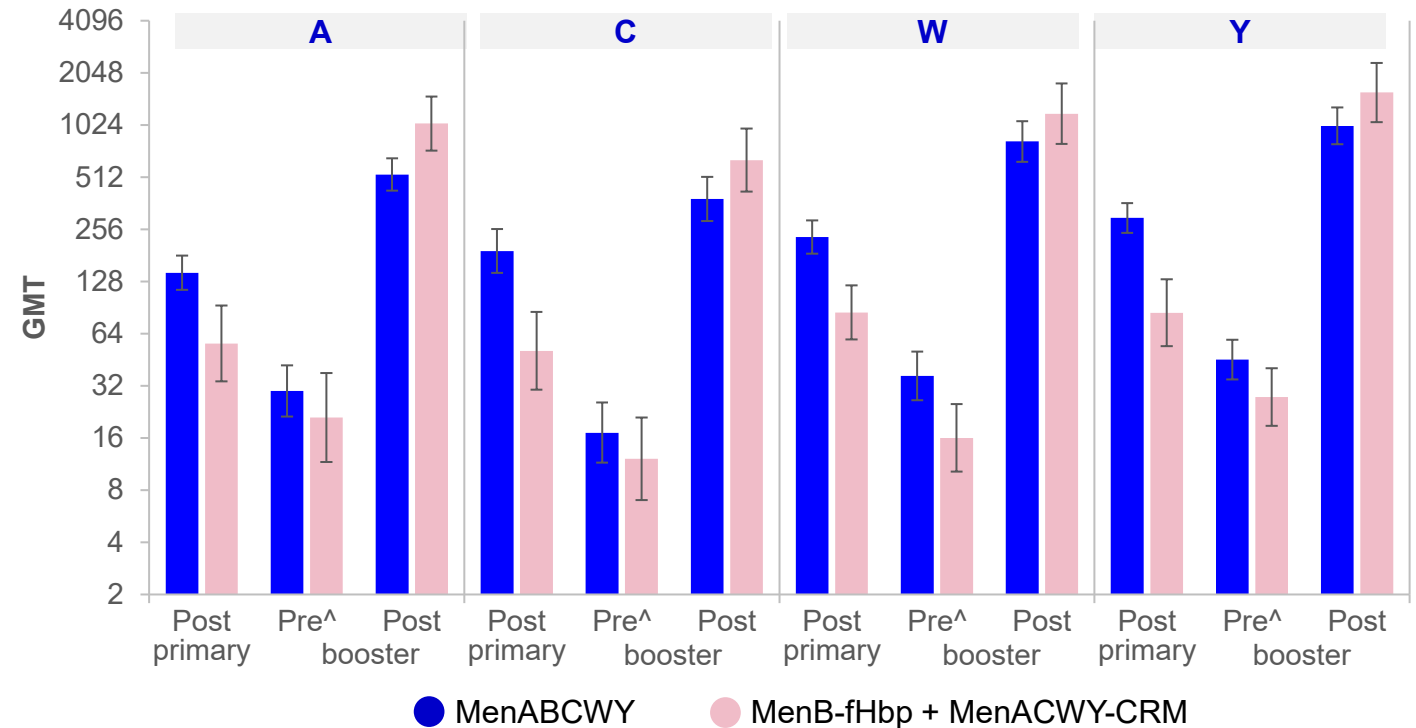 A C W Y
GMT
4096
2048
1024
512
256
128
64
32
16
8
4
2
Post Pre^ Post Post Pre^ Post Post Pre^ Post Post Pre^ Post
primary booster primary booster primary booster primary booster
MenABCWY MenB-fHbp + MenACWY-CRM